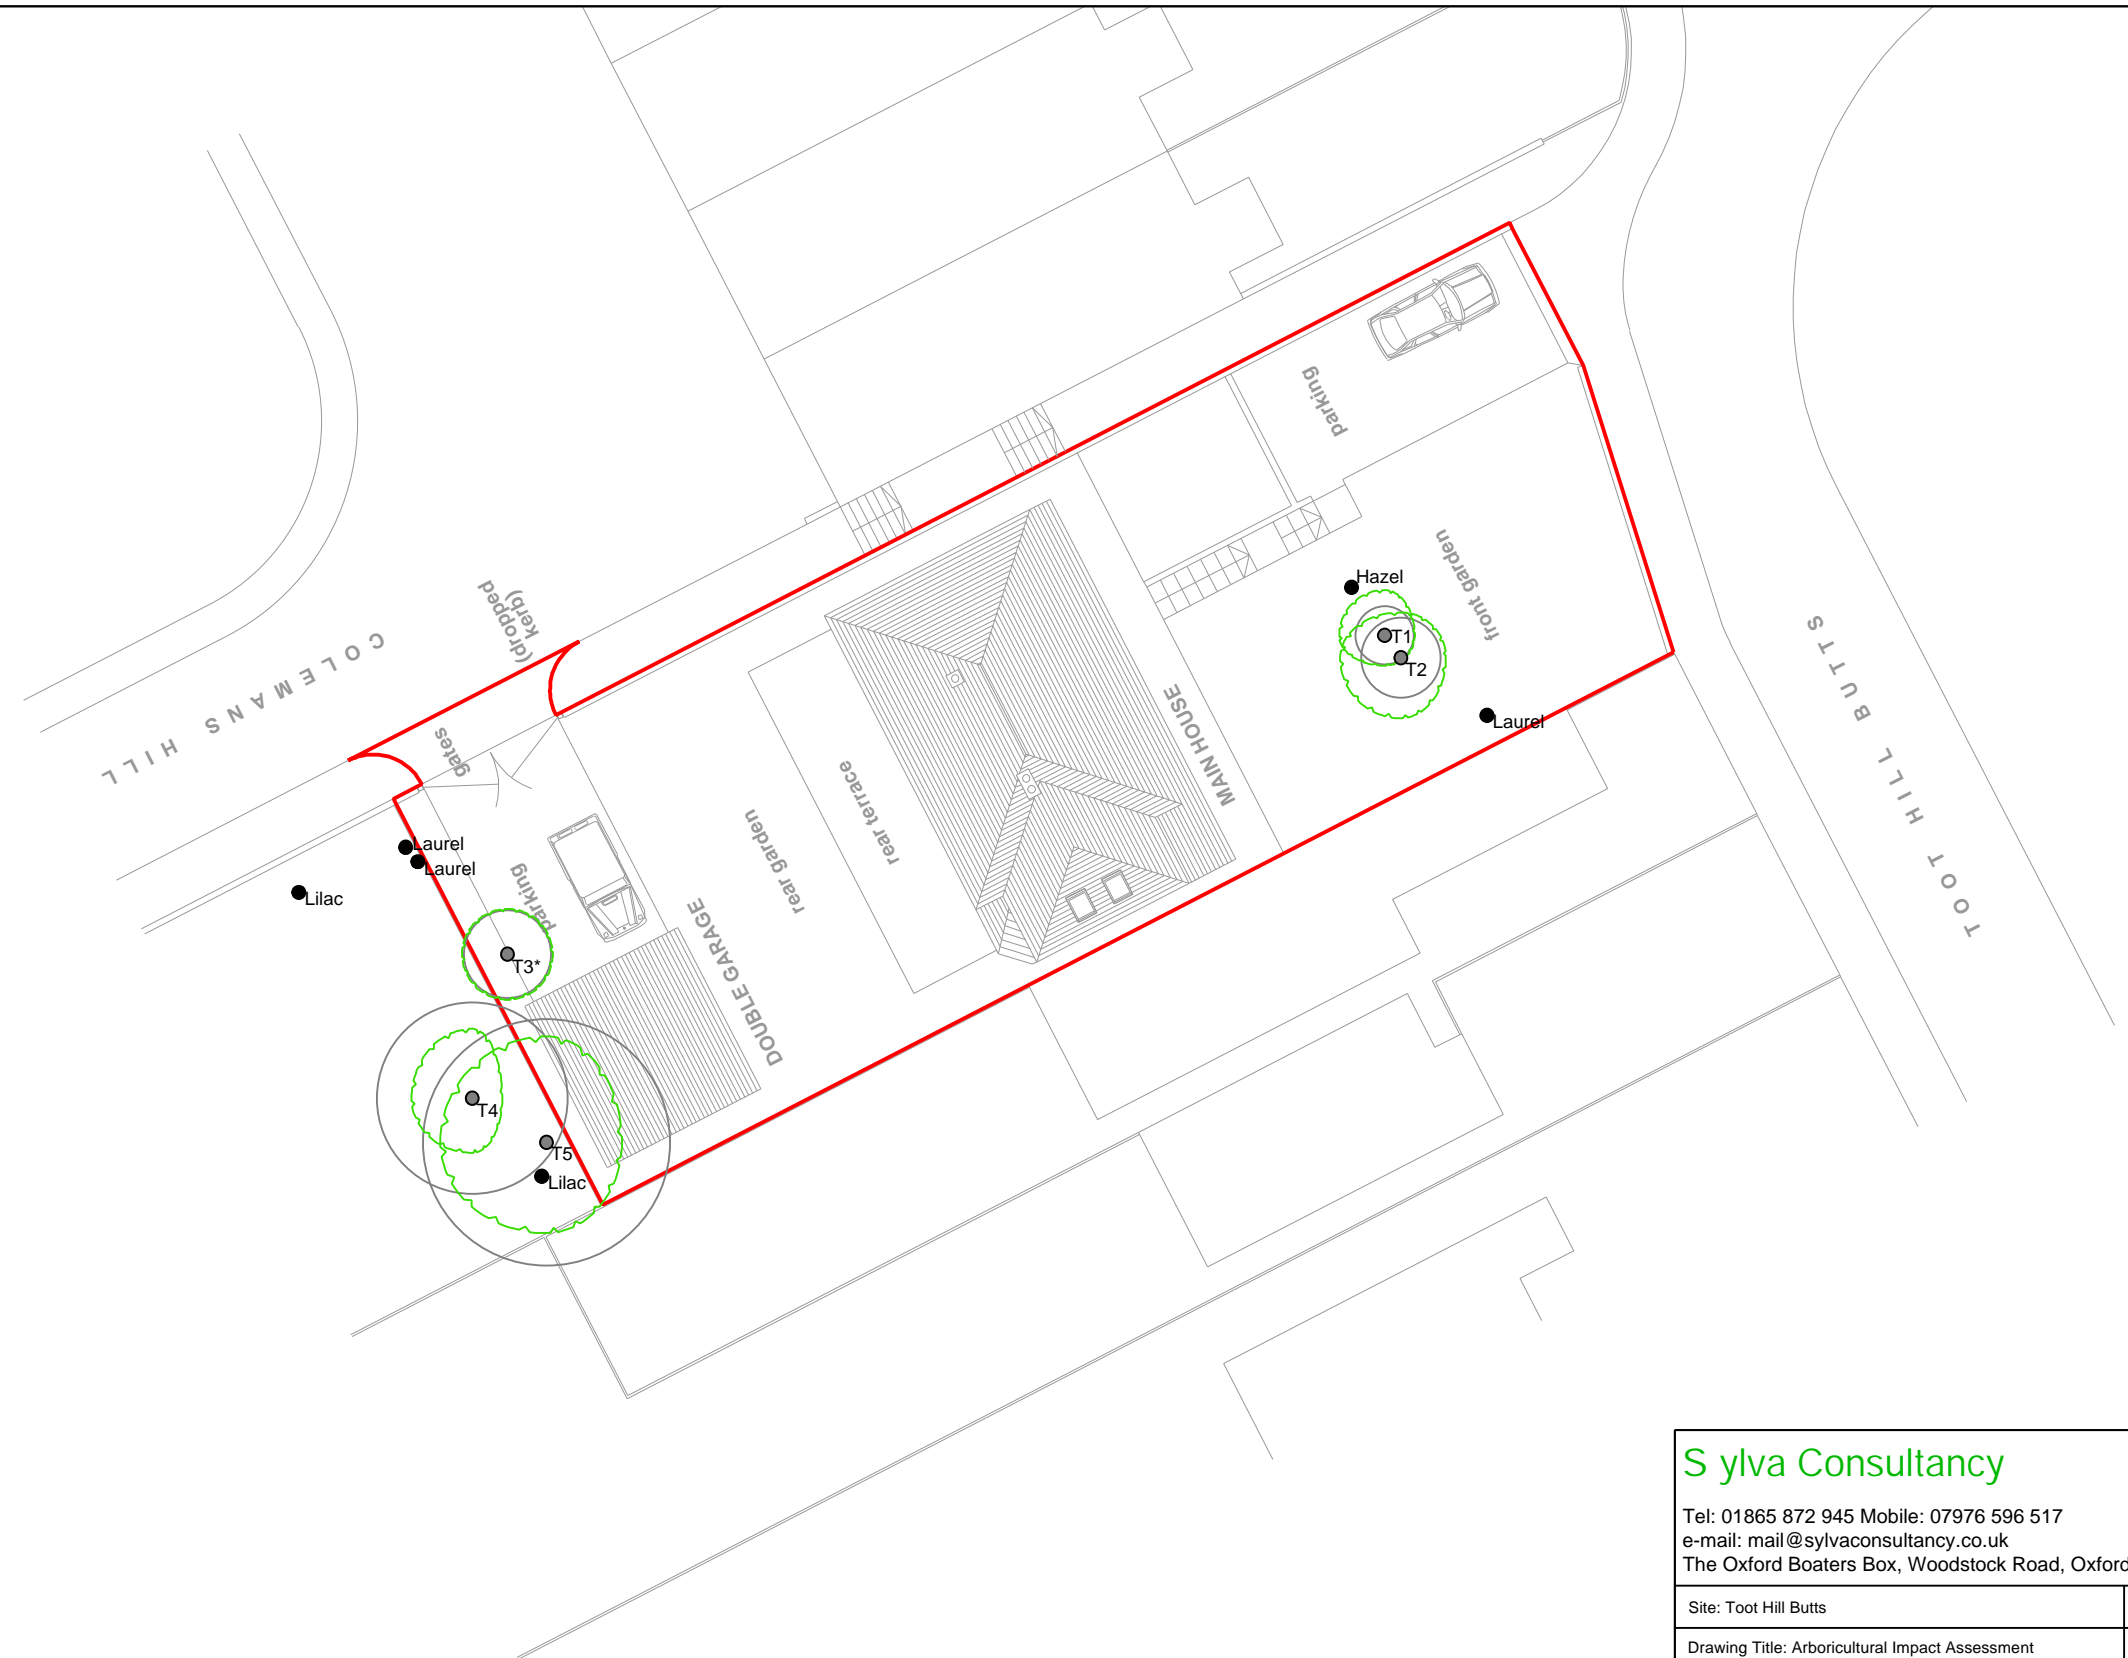 parking
COLEMANS HILL
(dropped
Kerb)
gates
Hazel
T1
T2
front garden
Laurel
TOOT HILL BUTTS
MAIN HOUSE
rear terrace
rear garden
DOUBLE GARAGE
parking
Laurel
Laurel
Lilac
T3*
T4
T5
Lilac
S ylva Consultancy
Tel: 01865 872 945 Mobile: 07976 596 517
e-mail: mail@sylvaconsultancy.co.uk
The Oxford Boaters Box, Woodstock Road, Oxford
Site: Toot Hill Butts
Drawing Title: Arboricultural Impact Assessment